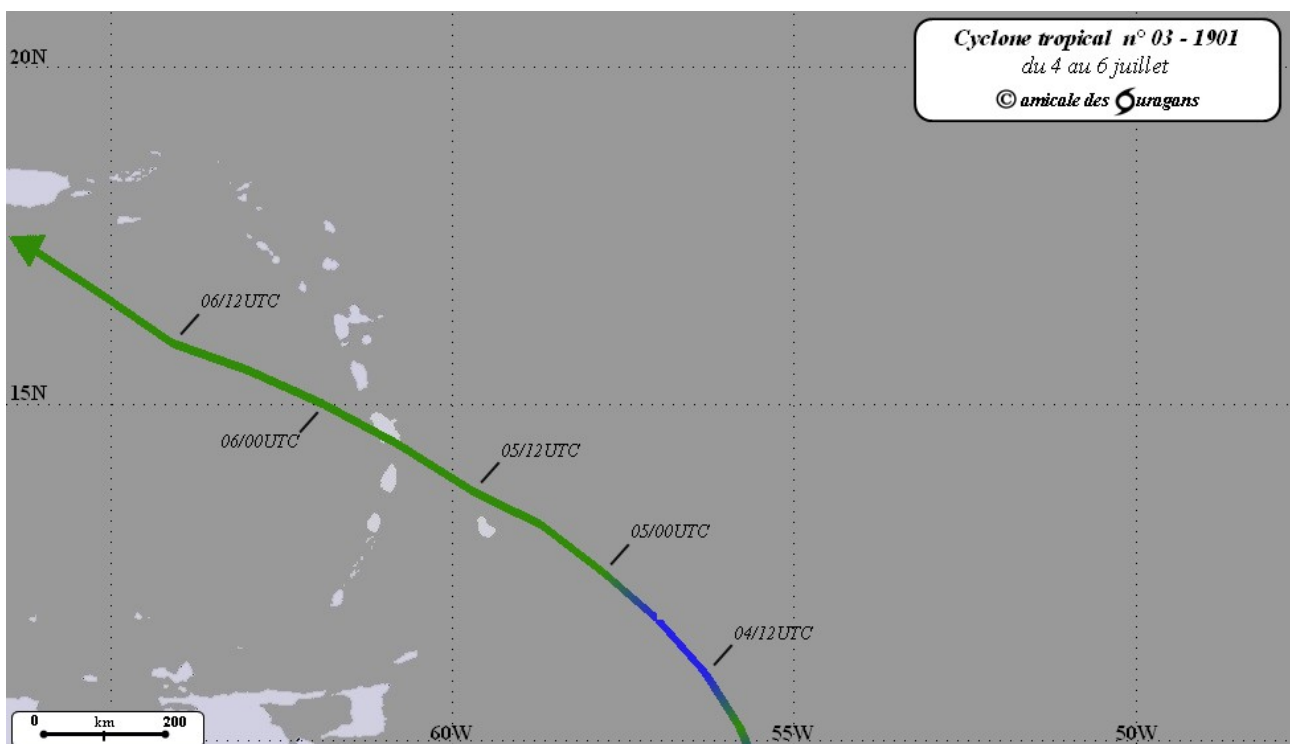 Cyclone tropical n° 03 - 1901
du 4 au 6 juillet
© amicale des Ouragans
20N
06/12UTC
15N
06/00UTC
05/12UTC
05/00UTC
04/12UTC
0 km 200
60W
55W
50W